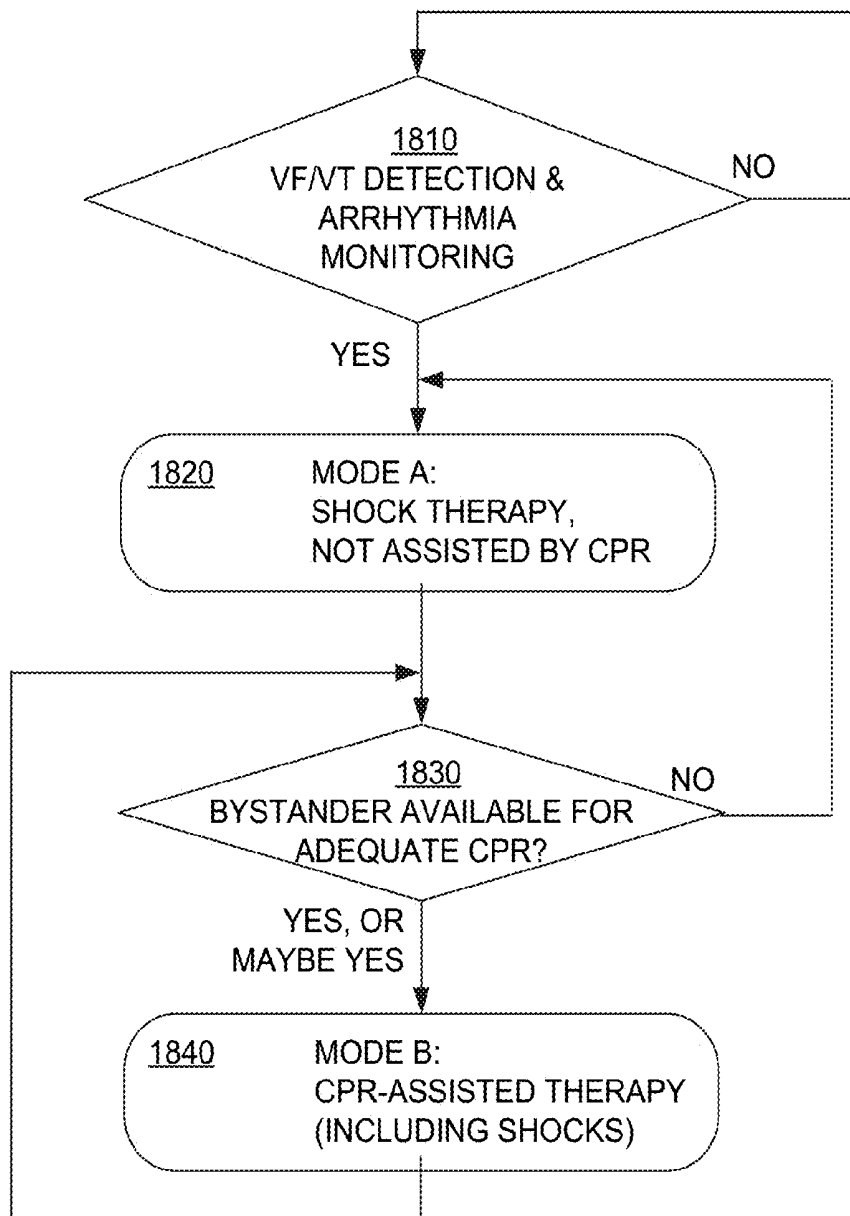 1810
VF/VT DETECTION &
ARRHYTHMIA
MONITORING
NO
YES
1820 MODE A:
SHOCK THERAPY,
NOT ASSISTED BY CPR
1830
NO
BYSTANDER AVAILABLE FOR
ADEQUATE CPR?
YES, OR
MAYBE YES
1840 MODE B:
CPR-ASSISTED THERAPY
(INCLUDING SHOCKS)